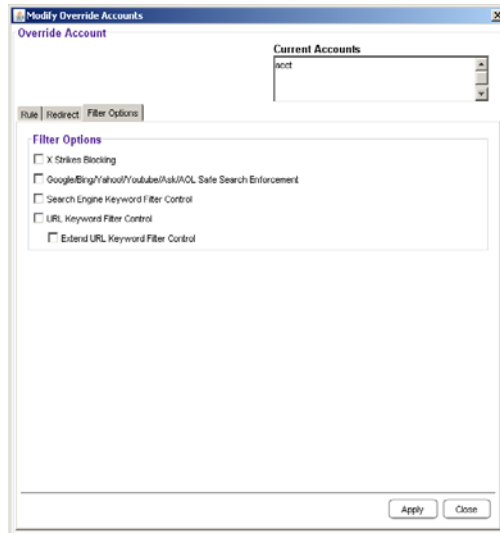 Modify Override Accounts
Override Account
Current Accounts
acct
Rule Redirect Filter Options
Filter Options
X Strikes Blocking
Google/Bing/Yahoo!/Youtube/Ask/AOL Safe Search Enforcement
Search Engine Keyword Filter Control
URL Keyword Filter Control
Extend URL Keyword Filter Control
Apply Close